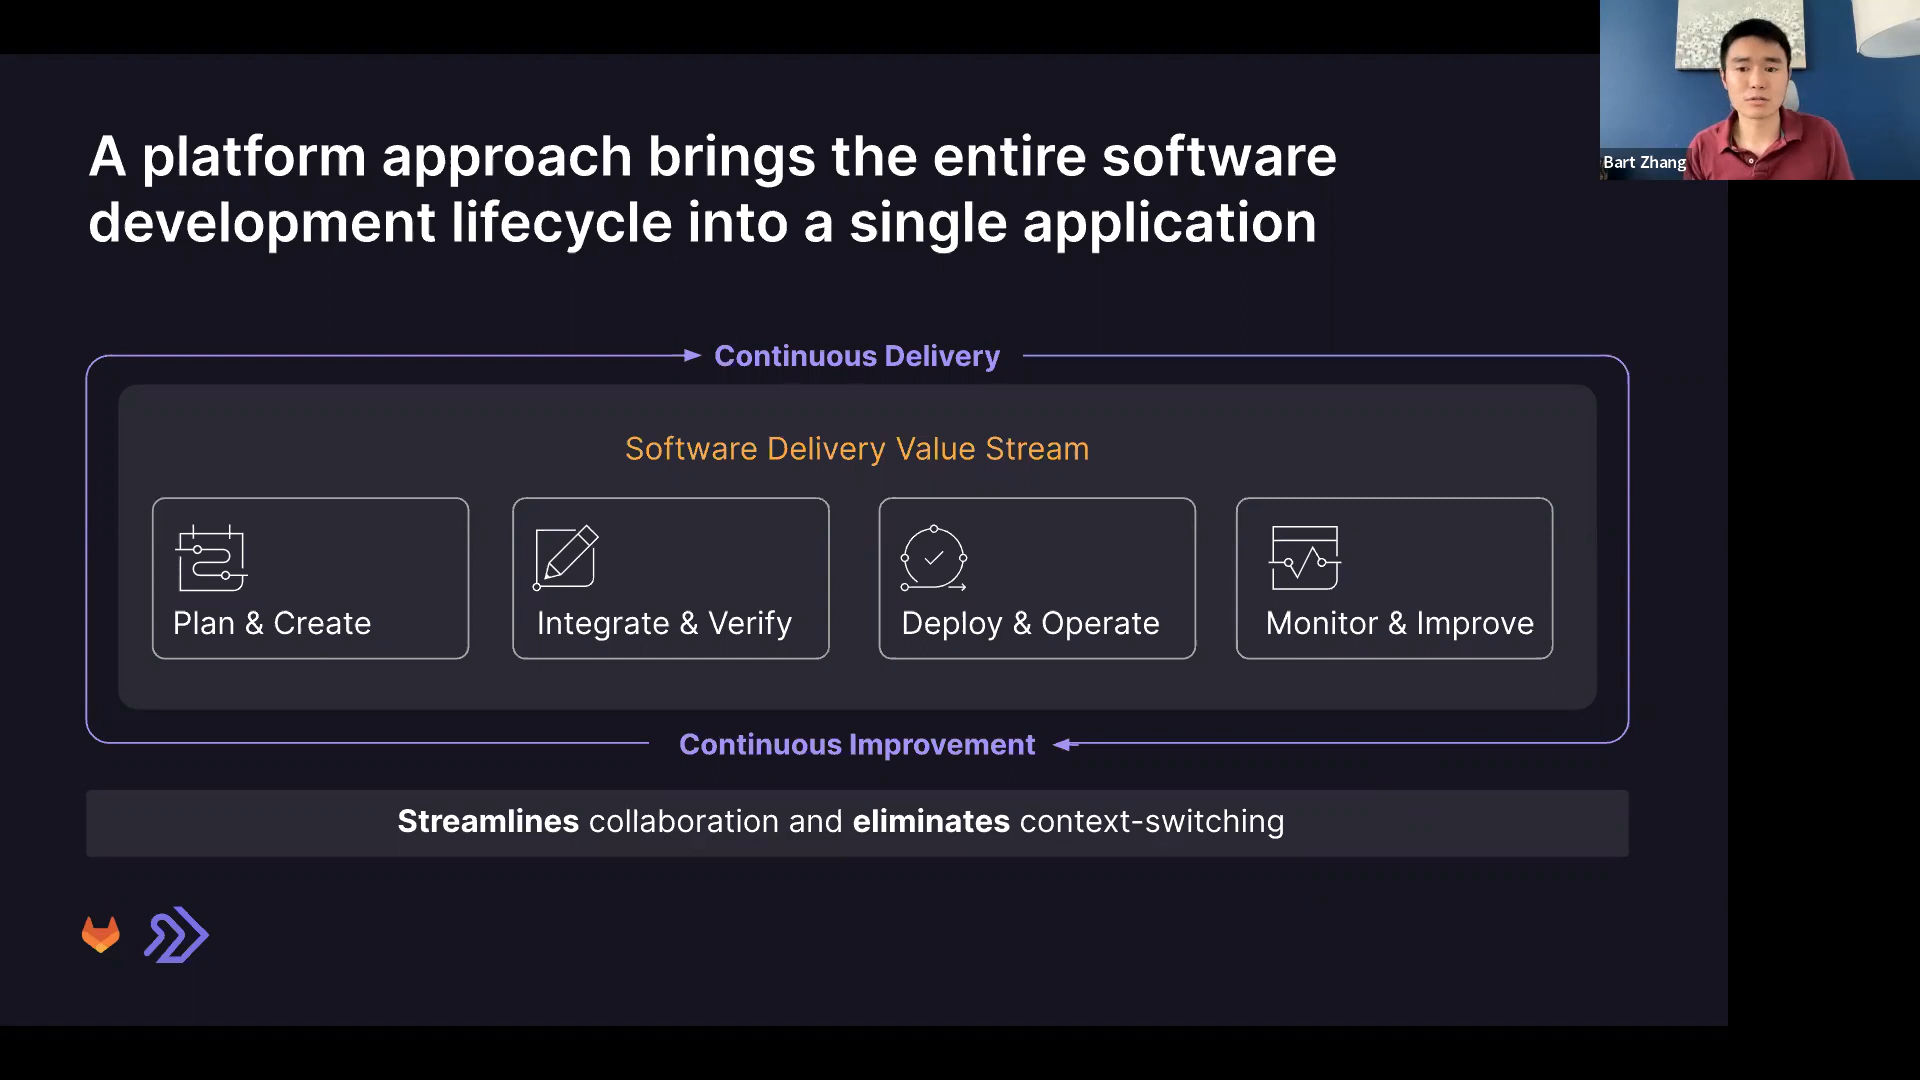 A platform approach brings the entire software
development lifecycle into a single application
Bart Zhang
Continuous Delivery
Software Delivery Value Stream
Plan & Create
Integrate & Verify
Deploy & Operate
Monitor & Improve
Continuous Improvement
Streamlines collaboration and eliminates context-switching